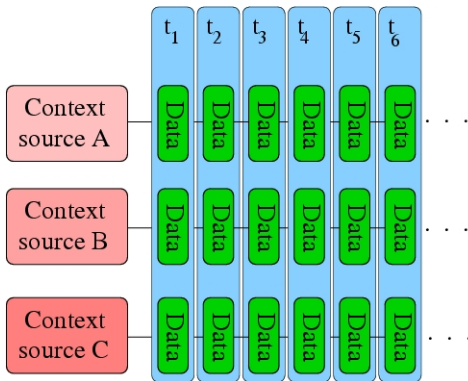 t1 t2 t3 t4 t5 t6
Context
source A
Data Data Data Data Data Data . . .
Context
source B
Data Data Data Data Data Data . . .
Context
source C
Data Data Data Data Data Data . . .